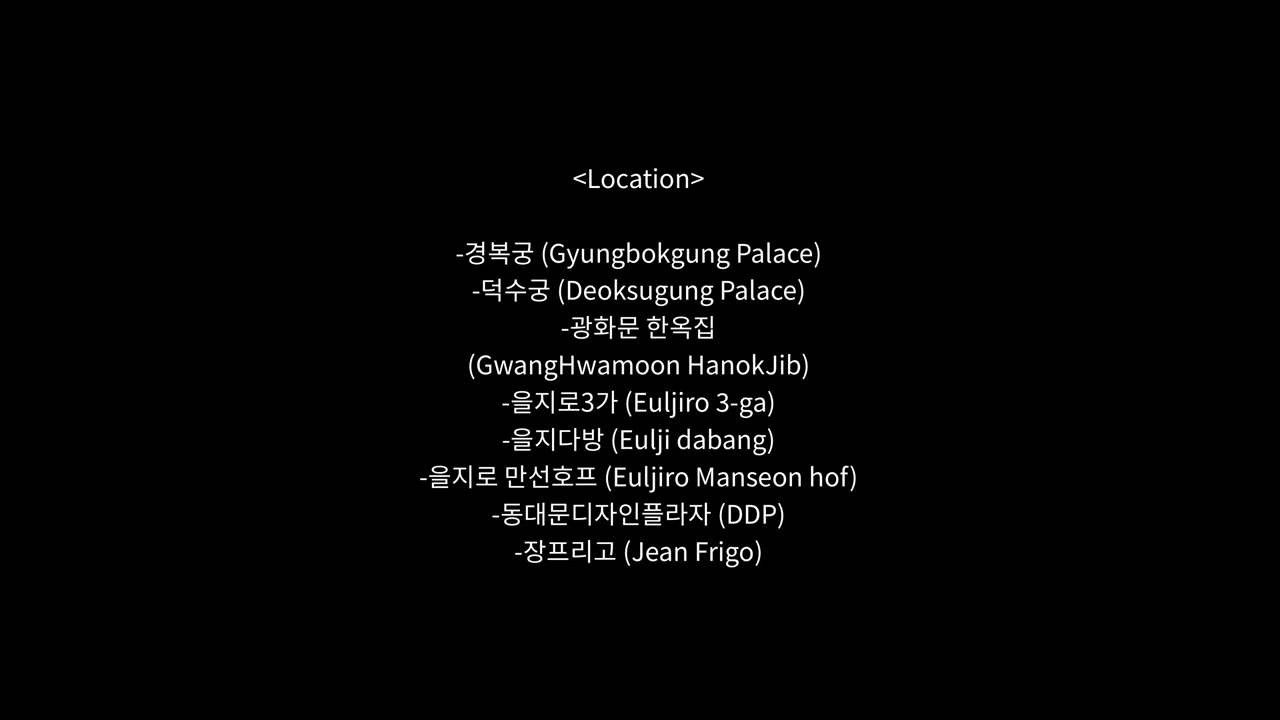 <Location>
-경복궁 (Gyungbokgung Palace)
-덕수궁 (Deoksugung Palace)
-광화문 한옥집
(GwangHwamoon HanokJib)
-을지로3가 (Euljiro 3-ga)
-을지다방 (Eulji dabang)
-을지로 만선호프 (Euljiro Manseon hof)
-동대문디자인플라자 (DDP)
-장프리고 (Jean Frigo)